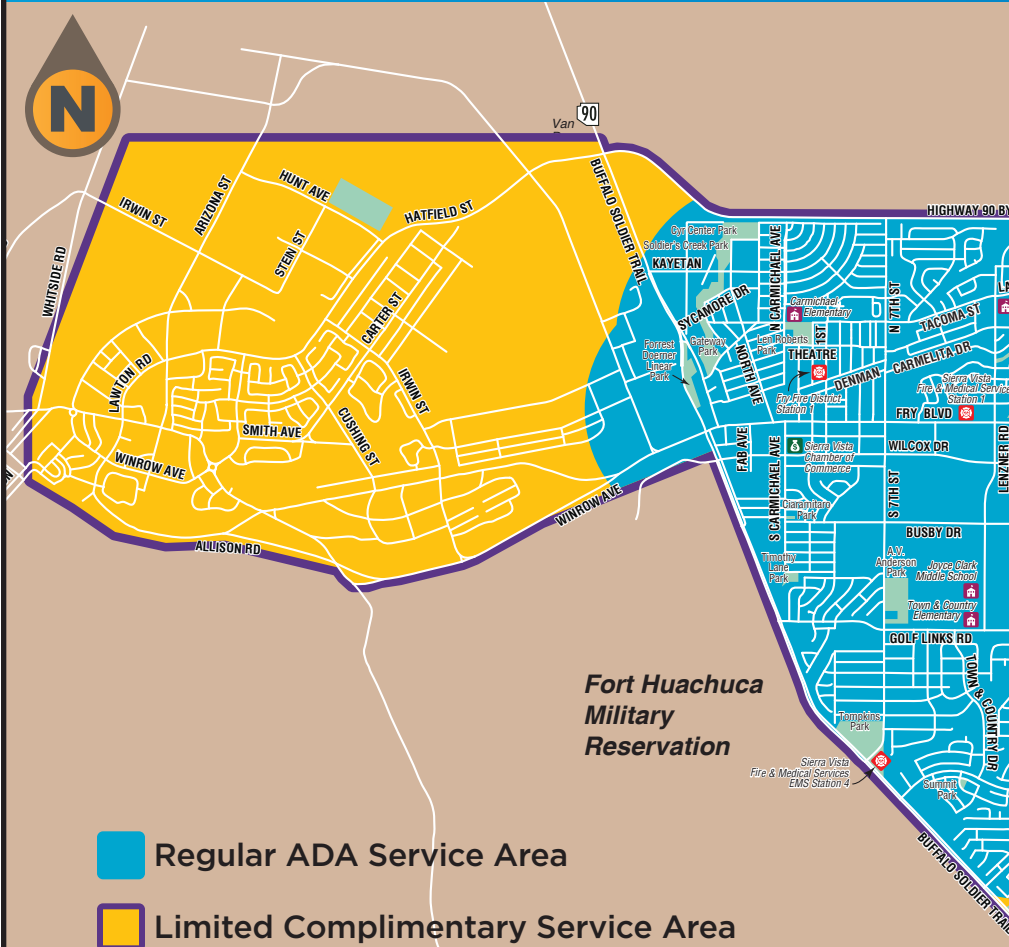 N
90
Van
HUNT AVE
IRWIN ST
ARIZONA ST
HATFIELD ST
BUFFALO SOLDIER TRAIL
STEIN ST
WHITSIDE RD
CARTER ST
LAWTON RD
IRWIN ST
CUSHING ST
SMITH AVE
WINROW AVE
WINROW AVE
ALLISON RD
HIGHWAY 90 BY
Cyr Center Park
Soldier's Creek Park
KAYETAN
N CARMICHAEL AVE
SYCAMORE DR
Carmichael
Elementary
N 7TH ST
TACOMA ST
LA
Forrest
Doerner
Linear
Park
Gateway
Park
Len Roberts
Park
1ST
THEATRE
NORTH AVE
DENMAN
CARMELITA DR
Fry Fire District
Station 1
Sierra Vista
Fire & Medical Service
Station 1
FRY BLVD
FAB AVE
S CARMICHAEL AVE
Sierra Vista
Chamber of
Commerce
WILCOX DR
LENZNER RD
S 7TH ST
Ciaramitaro
Park
BUSBY DR
Timothy
Lane
Park
A.V.
Anderson
Park
Joyce Clark
Middle School
Town & Country
Elementary
GOLF LINKS RD
TOWN & COUNTRY DR
Fort Huachuca
Military
Reservation
Tompkins
Park
Sierra Vista
Fire & Medical Services
EMS Station 4
Summit
Park
BUFFALO SOLDIER TRAIL
Regular ADA Service Area
Limited Complimentary Service Area